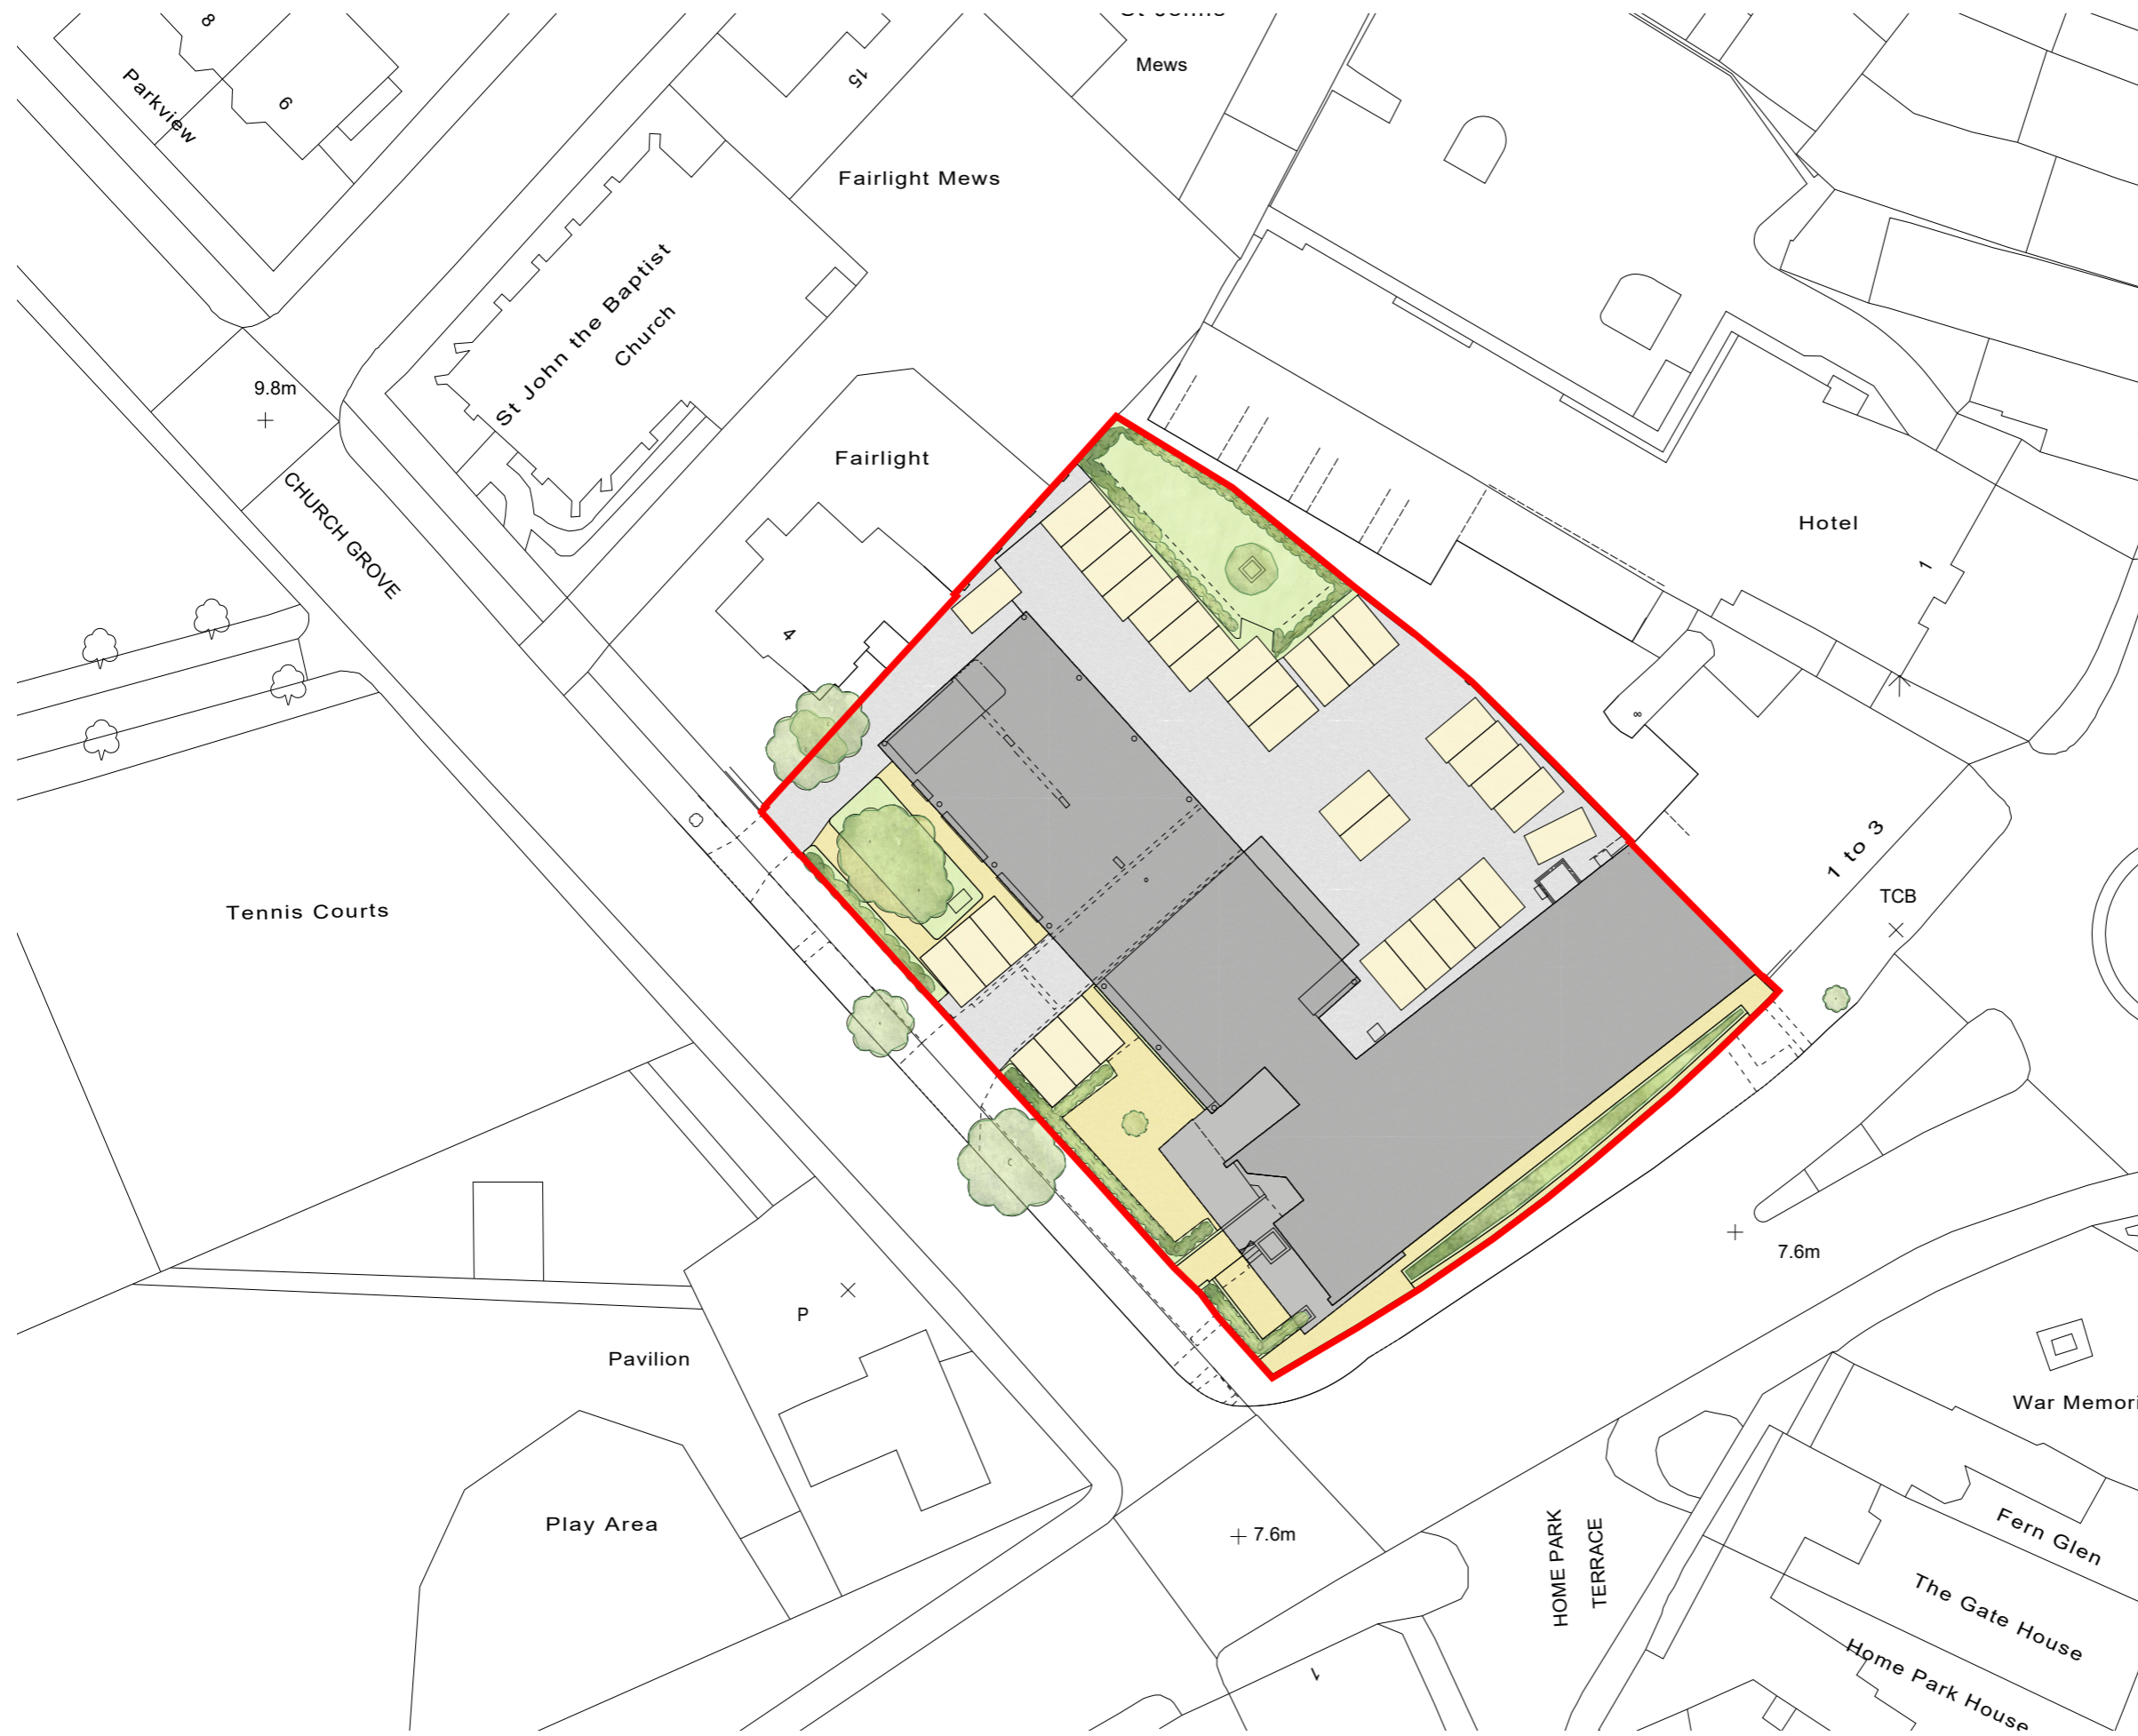 8
Parkview
6
15
St Johns
Mews
Fairlight Mews
St John the Baptist
Church
9.8m
CHURCH GROVE
Fairlight
4
Hotel
1
8
1 to 3
TCB
Tennis Courts
P
Pavilion
Play Area
7.6m
War Memori
7.6m
HOME PARK
TERRACE
Fern Glen
The Gate House
Home Park House
1